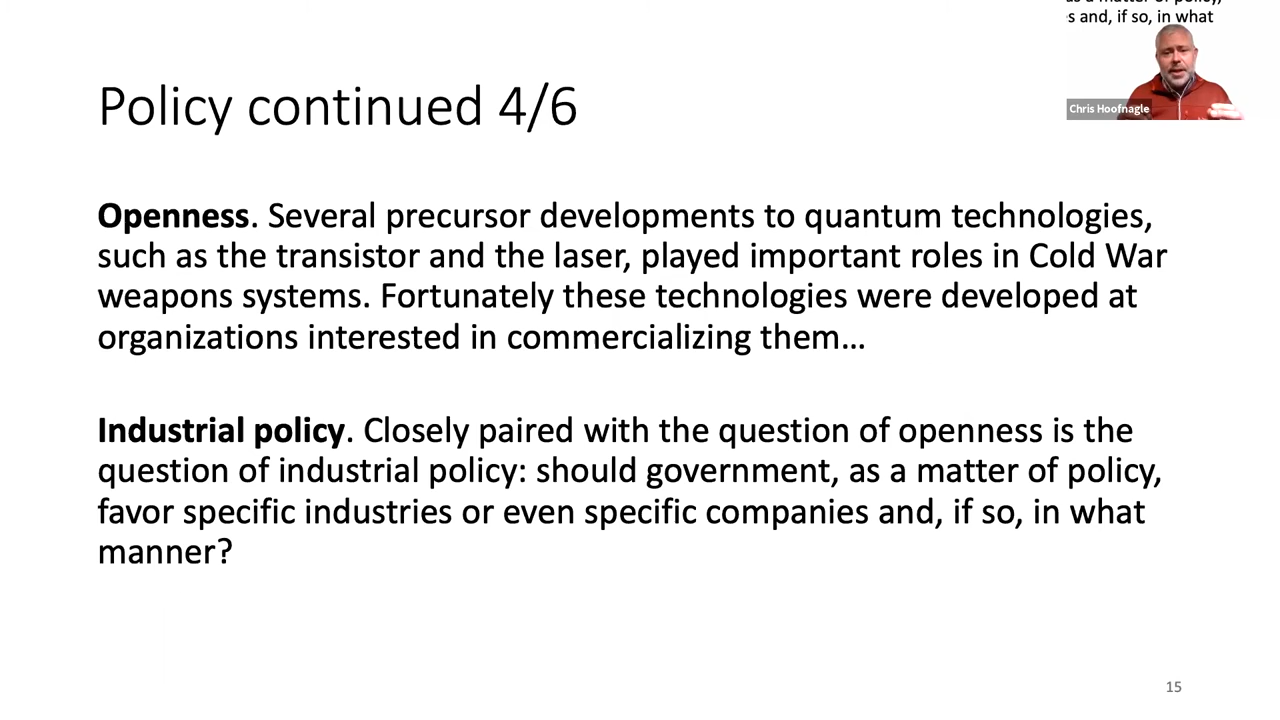 s and, if so, in what
Chris Hoofnagle
Policy continued 4/6
Openness. Several precursor developments to quantum technologies,
such as the transistor and the laser, played important roles in Cold War
weapons systems. Fortunately these technologies were developed at
organizations interested in commercializing them…
Industrial policy. Closely paired with the question of openness is the
question of industrial policy: should government, as a matter of policy,
favor specific industries or even specific companies and, if so, in what
manner?
15